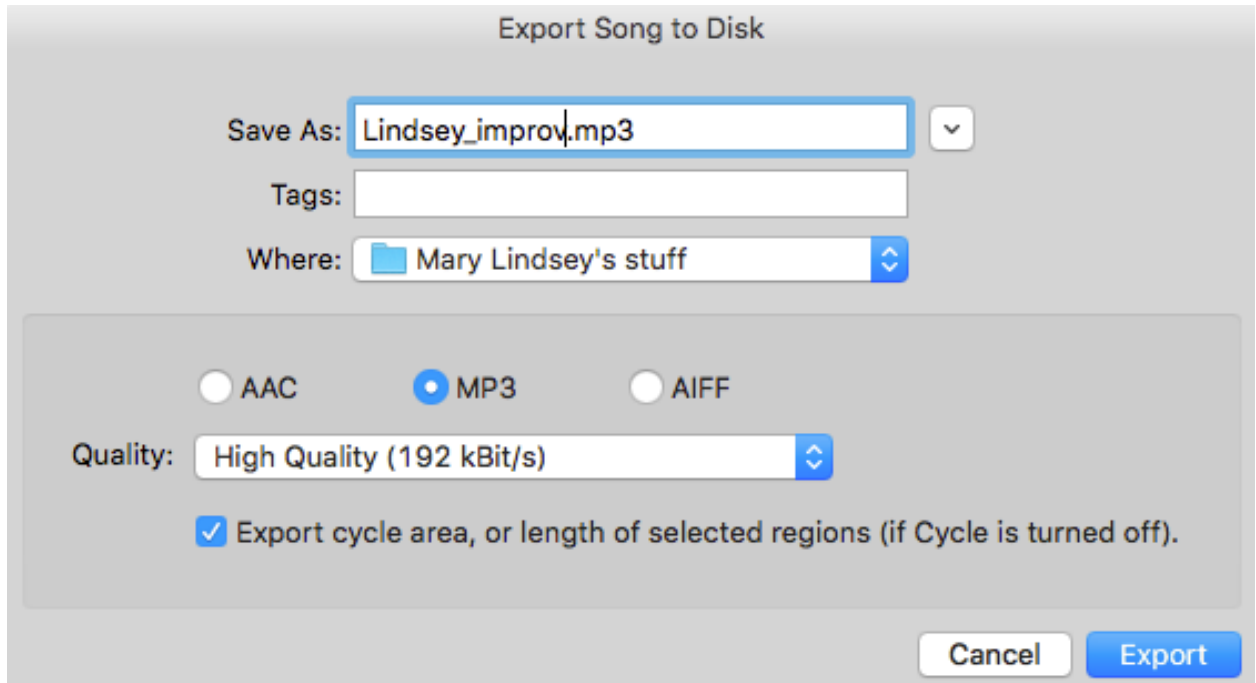 Export Song to Disk
Save As: Lindsey_improv.mp3
Tags:
Where: Mary Lindsey's stuff
AAC MP3 AIFF
Quality: High Quality (192 kBit/s)
Export cycle area, or length of selected regions (if Cycle is turned off).
Cancel Export